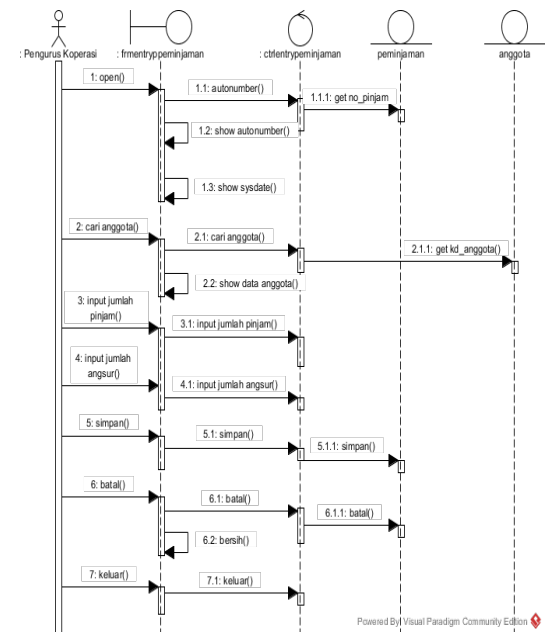 : Pengurus Koperasi
: frmentryppeminjaman
: ctrlentrypeminjaman
peminjaman
anggota
1: open()
1.1: autonumber()
1.1.1: get no_pinjam
1.2: show autonumber()
1.3: show sysdate()
2: cari anggota()
2.1: cari anggota()
2.1.1: get kd_anggota()
2.2: show data anggota()
3: input jumlah
pinjam()
3.1: input jumlah pinjam()
4: input jumlah
angsur()
4.1: input jumlah angsur()
5: simpan()
5.1: simpan()
5.1.1: simpan()
6: batal()
6.1: batal()
6.1.1: batal()
6.2: bersih()
7: keluar()
7.1: keluar()
Powered By Visual Paradigm Community Edition